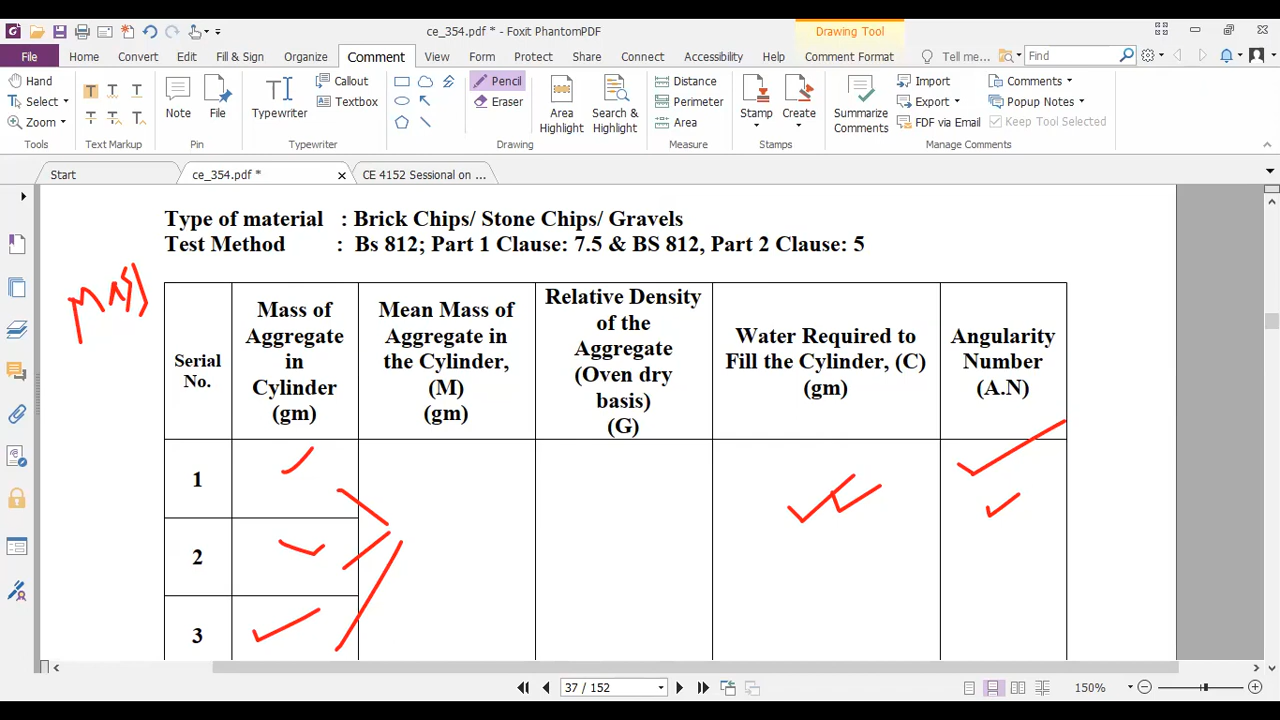 ce_354.pdf * - Foxit PhantomPDF
Drawing Tool
File Home Convert Edit Fill & Sign Organize Comment View Form Protect Share Connect Accessibility Help Comment Format Tell me... Find
Hand
Select
Zoom
Tools
Text Markup
Note
File
Pin
Typewriter
Callout
Textbox
Typewriter
Pencil
Eraser
Area Highlight
Search & Highlight
Drawing
Distance
Perimeter
Area
Measure
Stamp
Create
Stamps
Summarize Comments
Import
Export
FDF via Email
Comments
Popup Notes
Keep Tool Selected
Manage Comments
Start
ce_354.pdf *
CE 4152 Sessional on ...
Type of material : Brick Chips/ Stone Chips/ Gravels
Test Method : Bs 812; Part 1 Clause: 7.5 & BS 812, Part 2 Clause: 5
Mass
Serial
No.
Mass of
Aggregate
in
Cylinder
(gm)
Mean Mass of
Aggregate in
the Cylinder,
(M)
(gm)
Relative Density
of the
Aggregate
(Oven dry
basis)
(G)
Water Required to
Fill the Cylinder, (C)
(gm)
Angularity
Number
(A.N)
1
2
3
37 / 152
150%